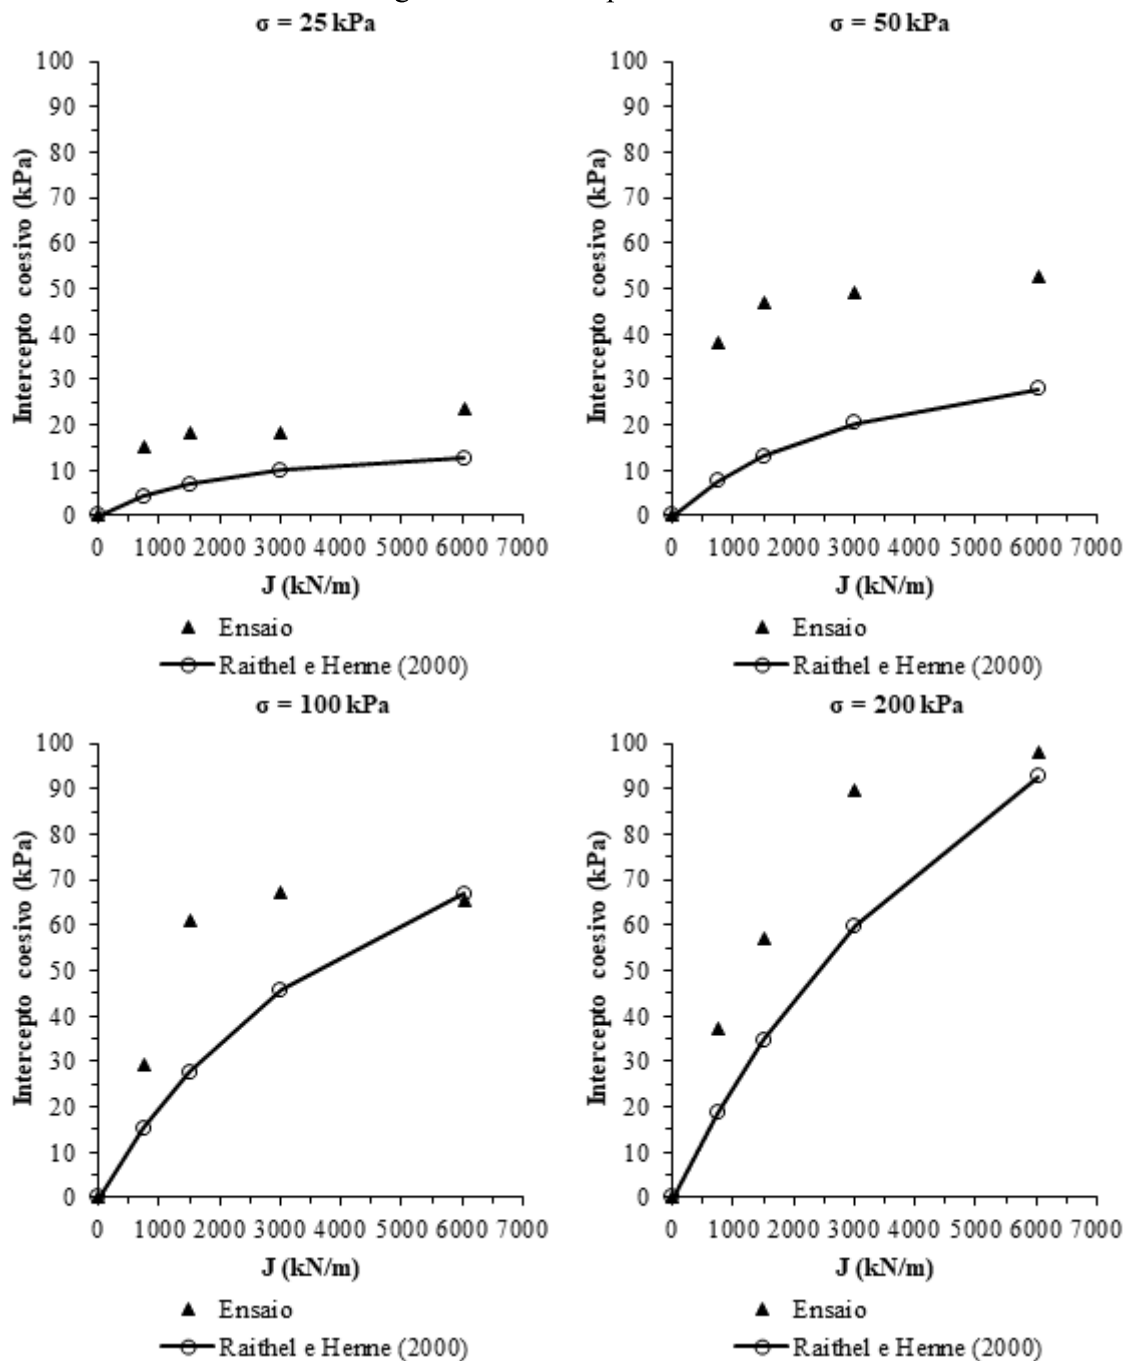 σ = 25 kPa
100
90
80
70
60
50
40
30
20
10
0
Intercepto coesivo (kPa)
0 1000 2000 3000 4000 5000 6000 7000
J (kN/m)
Ensaio
Raithel e Henne (2000)
σ = 50 kPa
100
90
80
70
60
50
40
30
20
10
0
Intercepto coesivo (kPa)
0 1000 2000 3000 4000 5000 6000 7000
J (kN/m)
Ensaio
Raithel e Henne (2000)
σ = 100 kPa
100
90
80
70
60
50
40
30
20
10
0
Intercepto coesivo (kPa)
0 1000 2000 3000 4000 5000 6000 7000
J (kN/m)
Ensaio
Raithel e Henne (2000)
σ = 200 kPa
100
90
80
70
60
50
40
30
20
10
0
Intercepto coesivo (kPa)
0 1000 2000 3000 4000 5000 6000 7000
J (kN/m)
Ensaio
Raithel e Henne (2000)